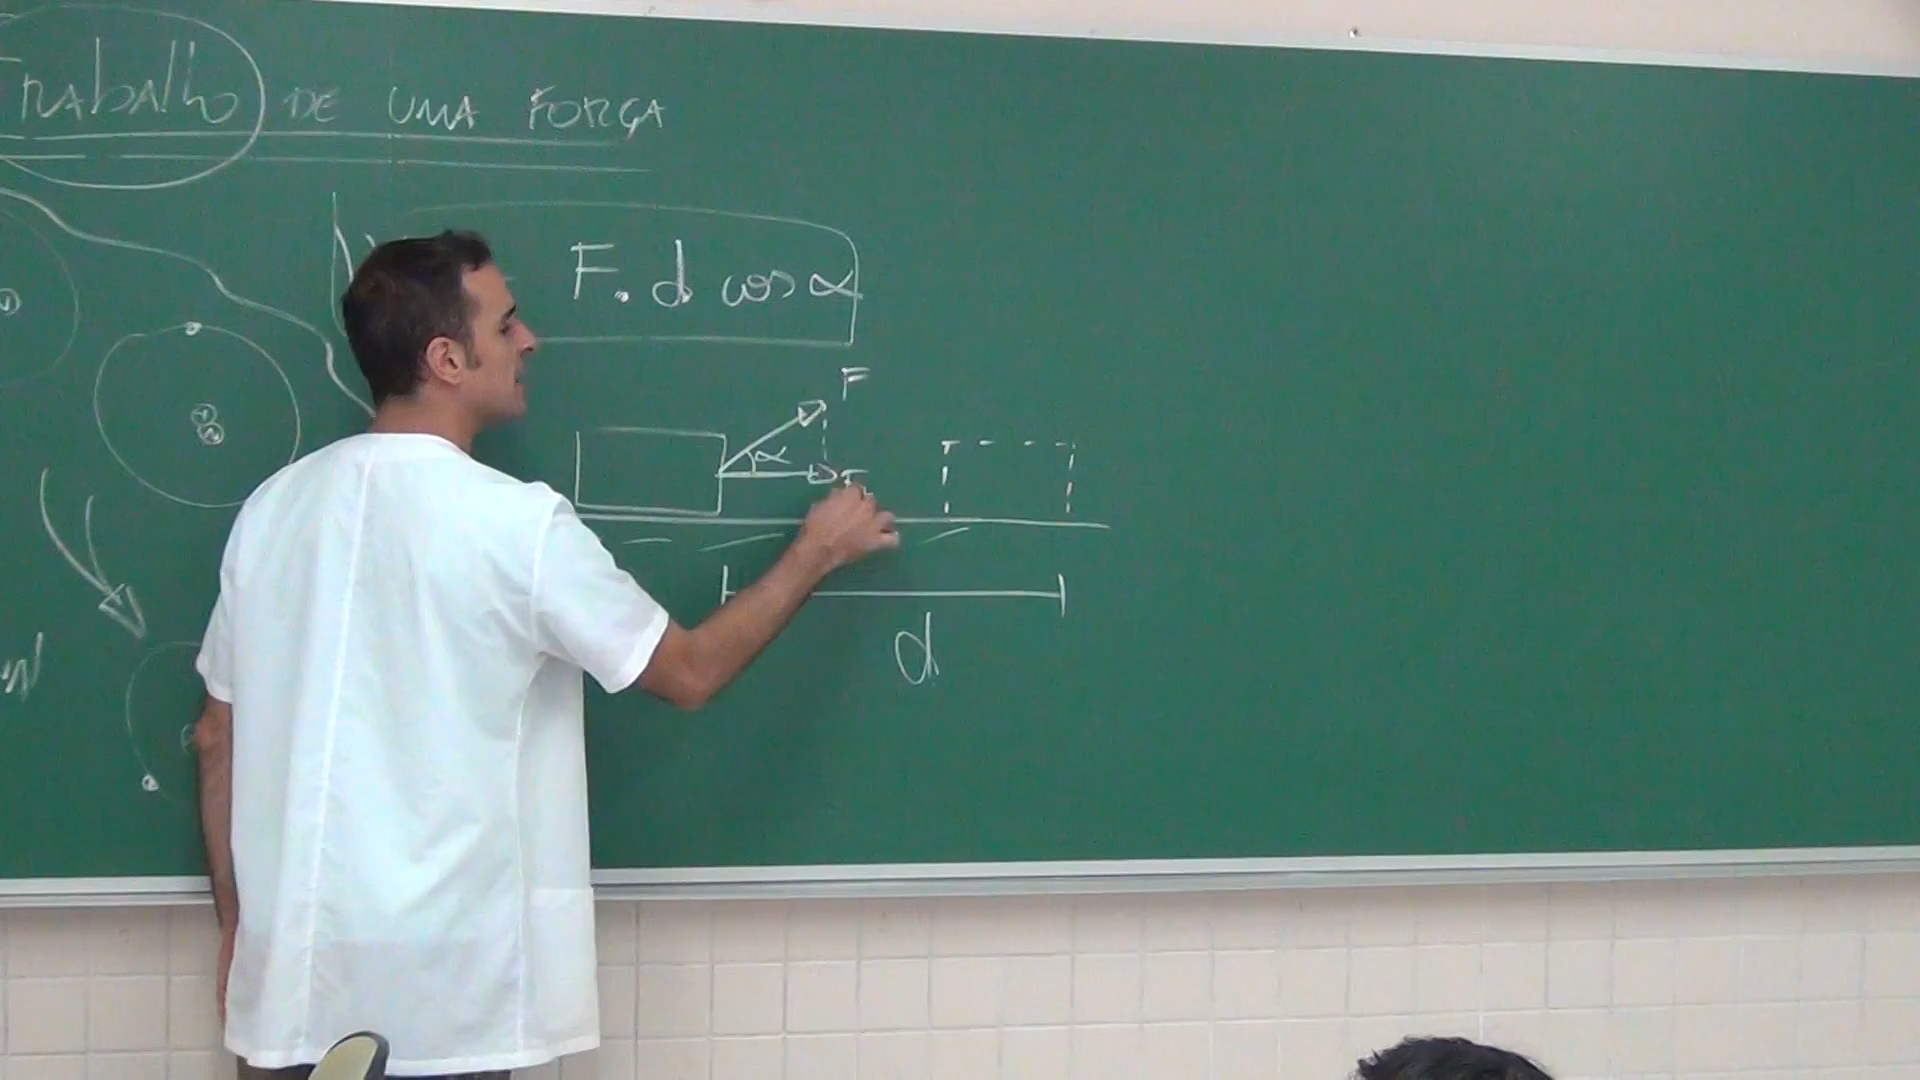 TRABALHO DE UMA FORÇA
F. d cos α
F
α
F
d
N